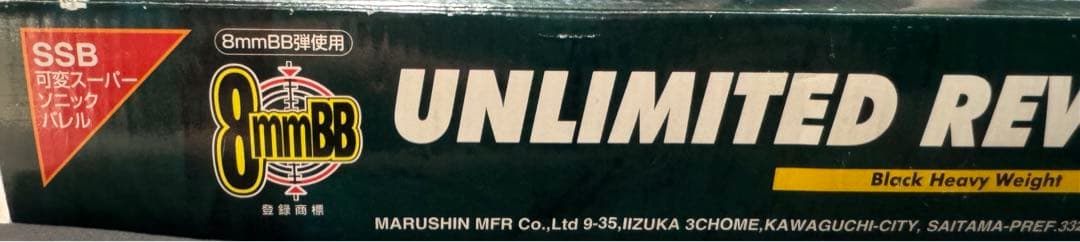 SSB
可変スーパー
ソニック
バレル
8mmBB弾使用
8mmBB
登録商標
UNLIMITED REV
Black Heavy Weight
MARUSHIN MFR Co.,Ltd 9-35,IIZUKA 3CHOME,KAWAGUCHI-CITY, SAITAMA-PREF.332